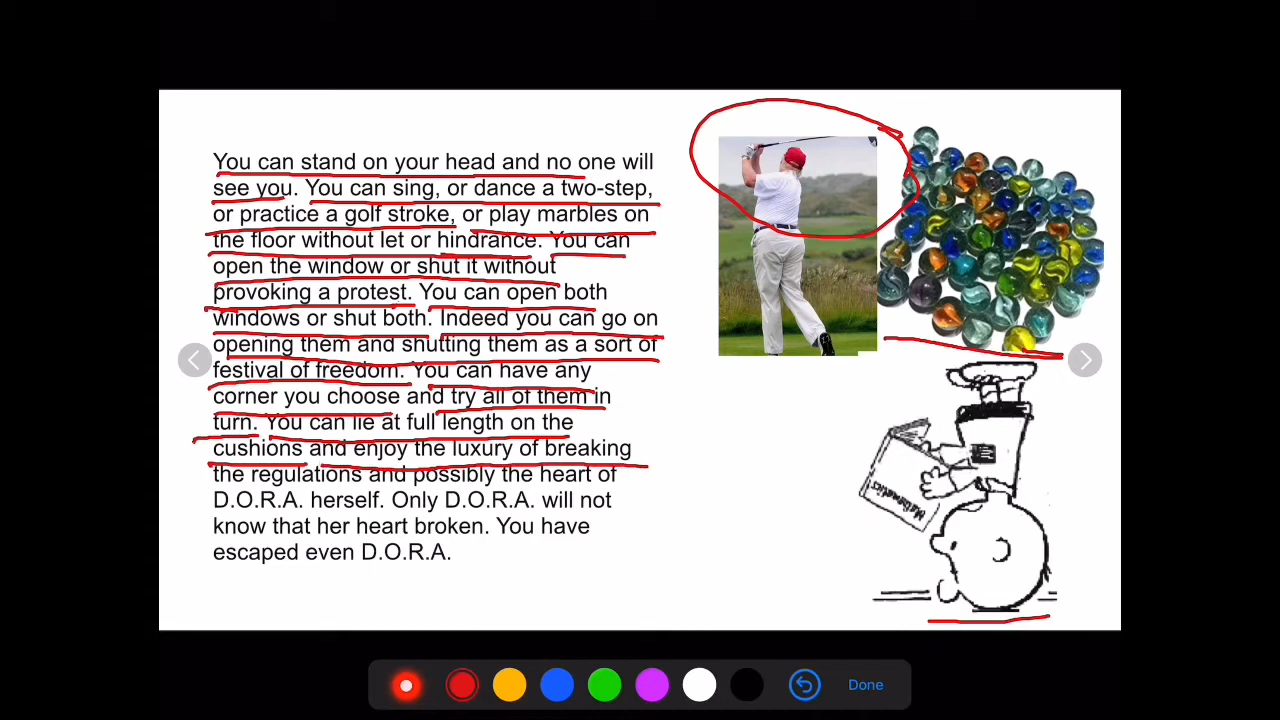 You can stand on your head and no one will
see you. You can sing, or dance a two-step,
or practice a golf stroke, or play marbles on
the floor without let or hindrance. You can
open the window or shut it without
provoking a protest. You can open both
windows or shut both. Indeed you can go on
opening them and shutting them as a sort of
festival of freedom. You can have any
corner you choose and try all of them in
turn. You can lie at full length on the
cushions and enjoy the luxury of breaking
the regulations and possibly the heart of
D.O.R.A. herself. Only D.O.R.A. will not
know that her heart broken. You have
escaped even D.O.R.A.
Mathematics
Done